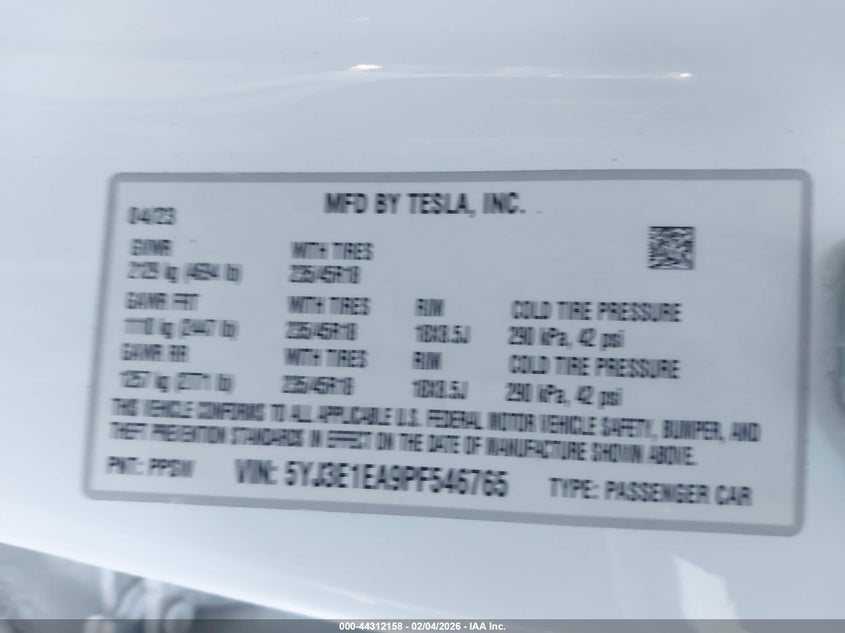 MFD BY TESLA, INC.
04/23
GVWR WITH TIRES
2129 kg (4694 lb) 235/45R18
GAWR FRT WITH TIRES RIM COLD TIRE PRESSURE
1110 kg (2447 lb) 235/45R18 18X8.5J 290 kPa, 42 psi
GAWR RR WITH TIRES RIM COLD TIRE PRESSURE
1257 kg (2771 lb) 235/45R18 18X8.5J 290 kPa, 42 psi
THIS VEHICLE CONFORMS TO ALL APPLICABLE U.S. FEDERAL MOTOR VEHICLE SAFETY, BUMPER, AND
THEFT PREVENTION STANDARDS IN EFFECT ON THE DATE OF MANUFACTURE SHOWN ABOVE.
PNT: PPSW VIN: 5YJ3E1EA9PF546765 TYPE: PASSENGER CAR
000-44312158 - 02/04/2026 - IAA Inc.